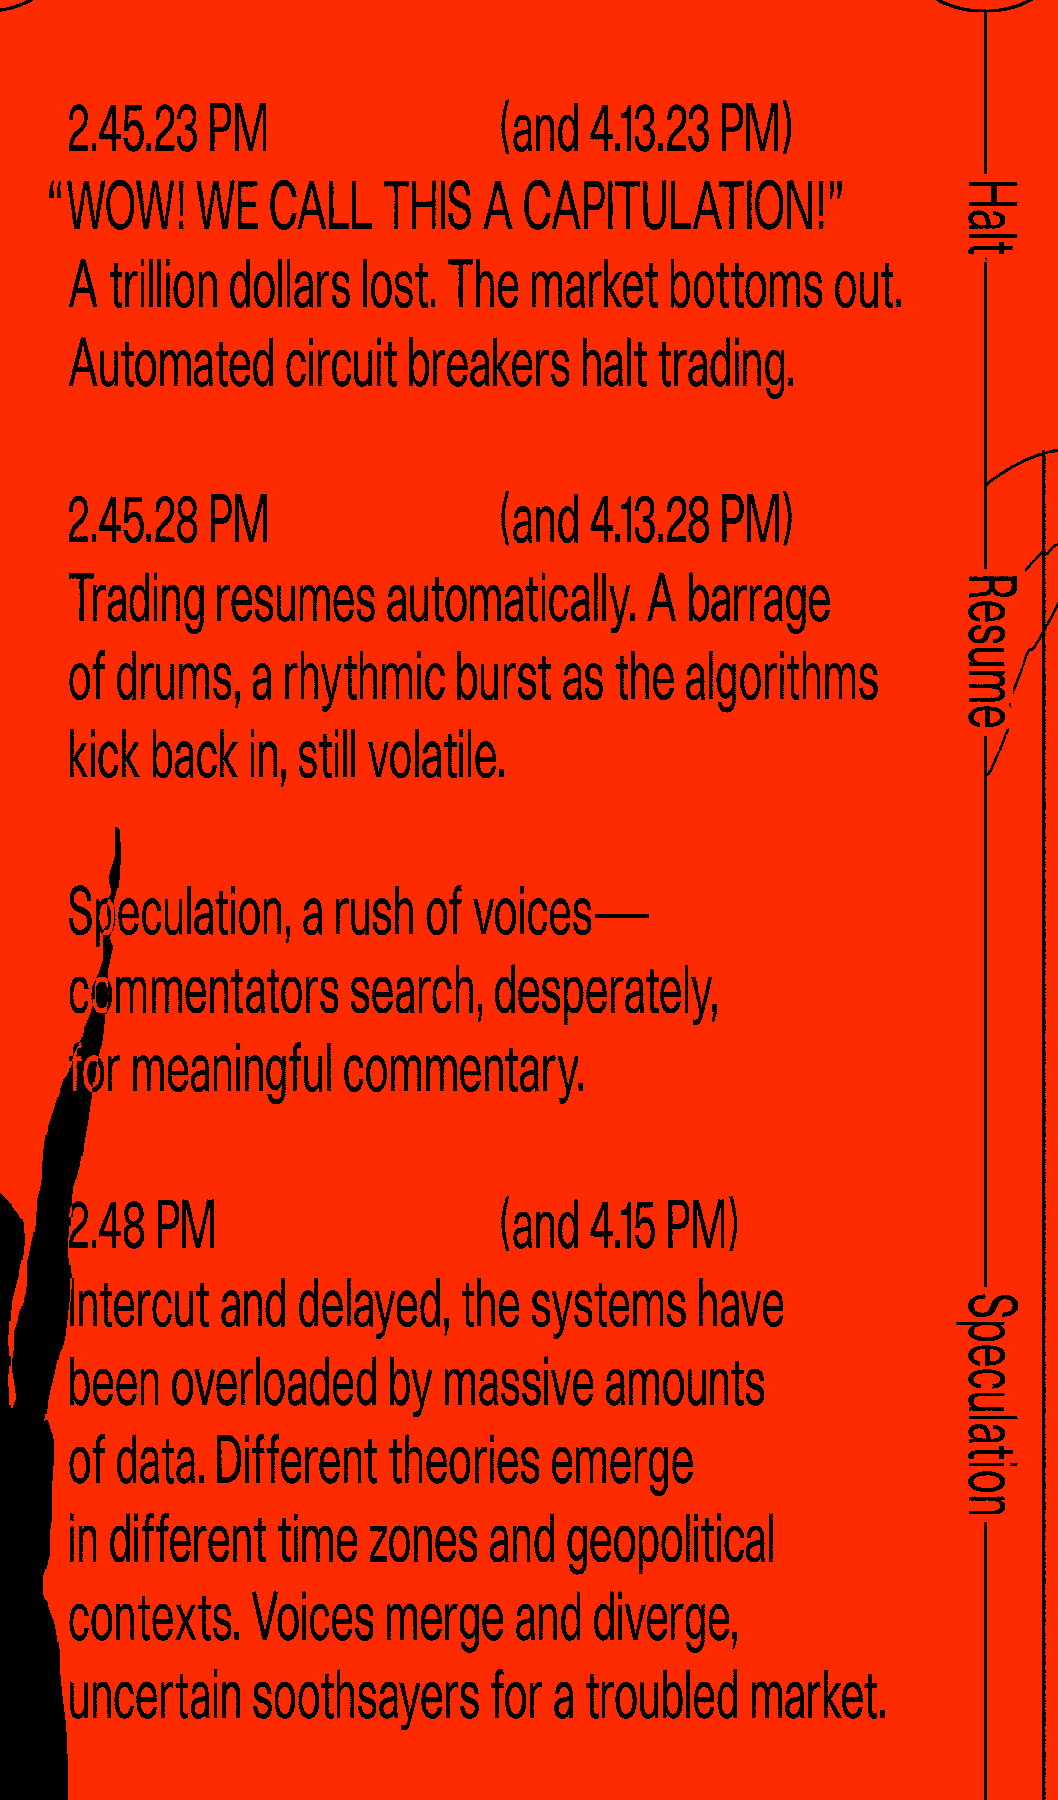 2.45.23 PM (and 4.13.23 PM)
“WOW! WE CALL THIS A CAPITULATION!”
A trillion dollars lost. The market bottoms out.
Automated circuit breakers halt trading.
2.45.28 PM (and 4.13.28 PM)
Trading resumes automatically. A barrage
of drums, a rhythmic burst as the algorithms
kick back in, still volatile.
Speculation, a rush of voices—
commentators search, desperately,
for meaningful commentary.
2.48 PM (and 4.15 PM)
Intercut and delayed, the systems have
been overloaded by massive amounts
of data. Different theories emerge
in different time zones and geopolitical
contexts. Voices merge and diverge,
uncertain soothsayers for a troubled market.
Halt
Resume
Speculation